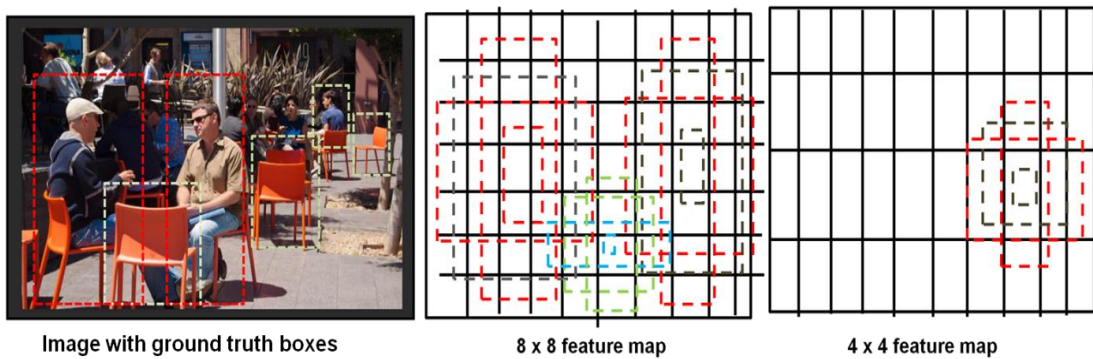 Image with ground truth boxes
8 x 8 feature map
4 x 4 feature map